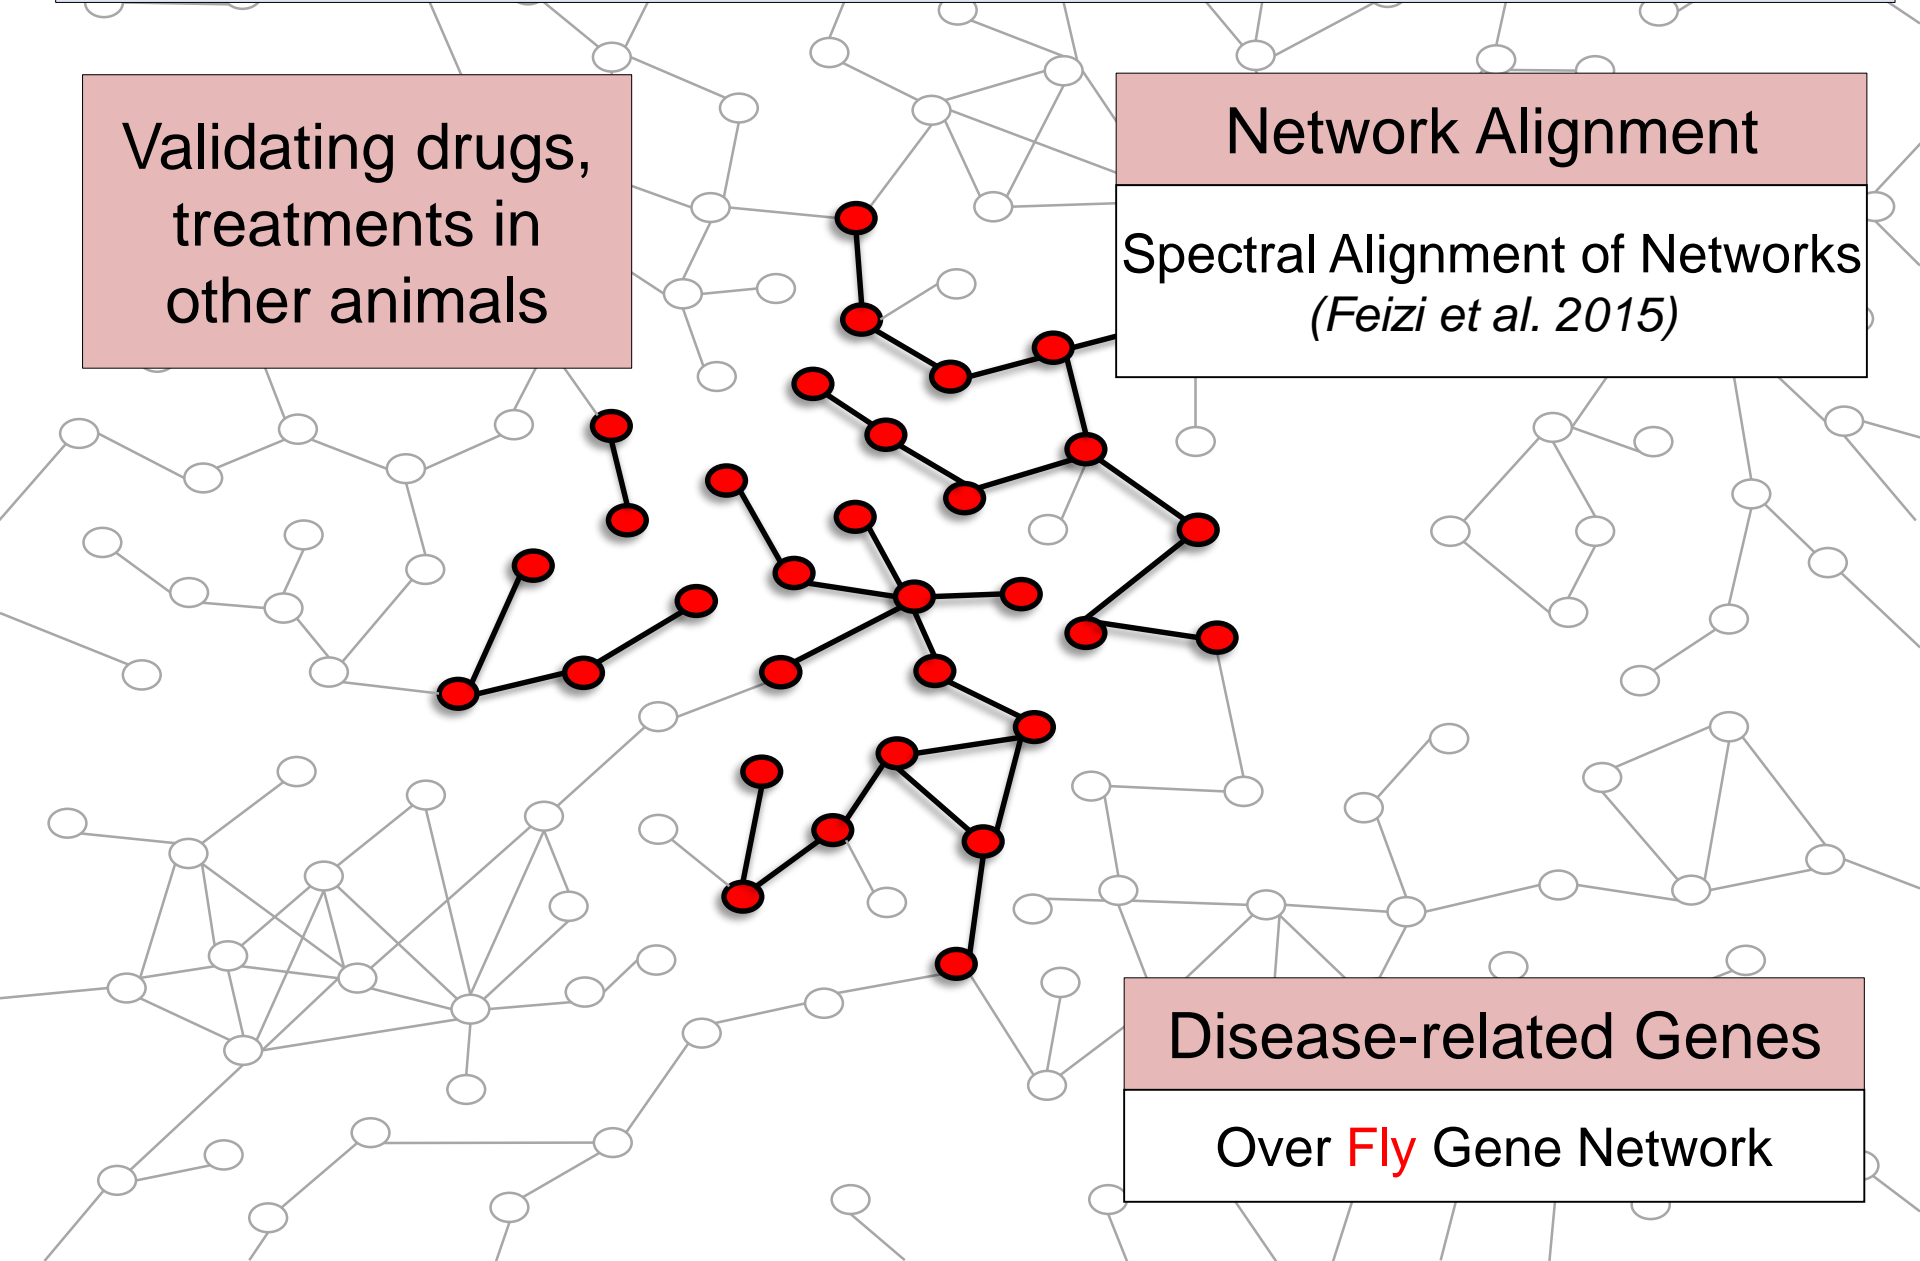 Validating drugs,
treatments in
other animals
Network Alignment
Spectral Alignment of Networks
(Feizi et al. 2015)
Disease-related Genes
Over Fly Gene Network